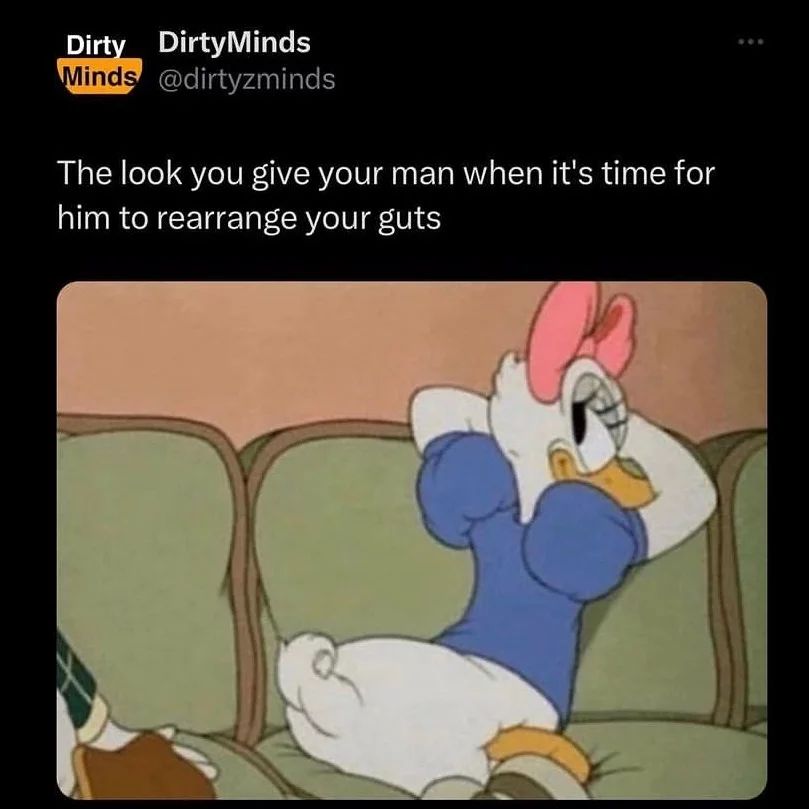 Dirty
Minds
DirtyMinds
@dirtyzminds
The look you give your man when it's time for
him to rearrange your guts